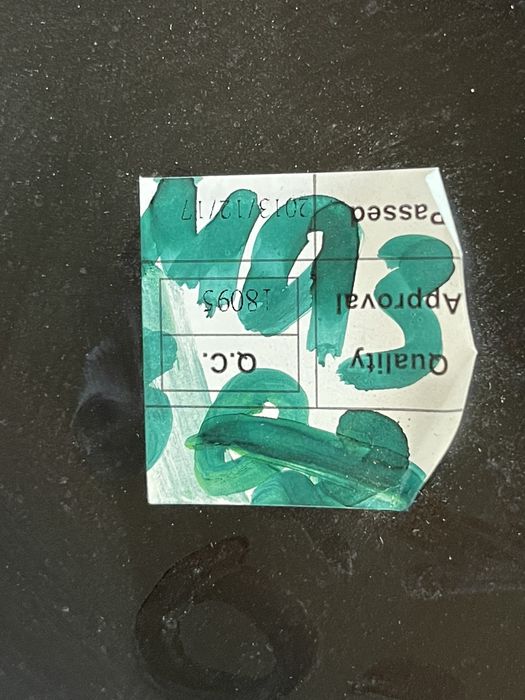 Quality
Approval
Passed
Q.C.
18095
2013/12/17